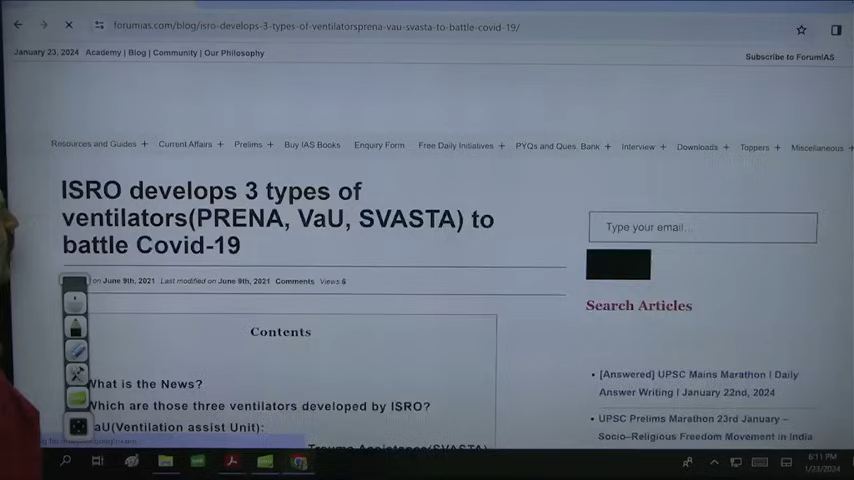 forumias.com/blog/isro-develops-3-types-of-ventilatorsprena-vau-svasta-to-battle-covid-19/
January 23, 2024 Academy | Blog | Community | Our Philosophy
Subscribe to ForumIAS
Resources and Guides + Current Affairs + Prelims + Buy IAS Books Enquiry Form Free Daily Initiatives + PYQs and Ques. Bank + Interview + Downloads + Toppers + Miscellaneous +
ISRO develops 3 types of
ventilators(PRENA, VaU, SVASTA) to
battle Covid-19
Type your email...
on June 9th, 2021 Last modified on June 9th, 2021 Comments Views 6
Search Articles
Contents
What is the News?
Which are those three ventilators developed by ISRO?
aU(Ventilation assist Unit):
Trauma Assistance(SVASTA)
• [Answered] UPSC Mains Marathon | Daily
Answer Writing | January 22nd, 2024
• UPSC Prelims Marathon 23rd January –
Socio–Religious Freedom Movement in India
6:11 PM
1/23/2024